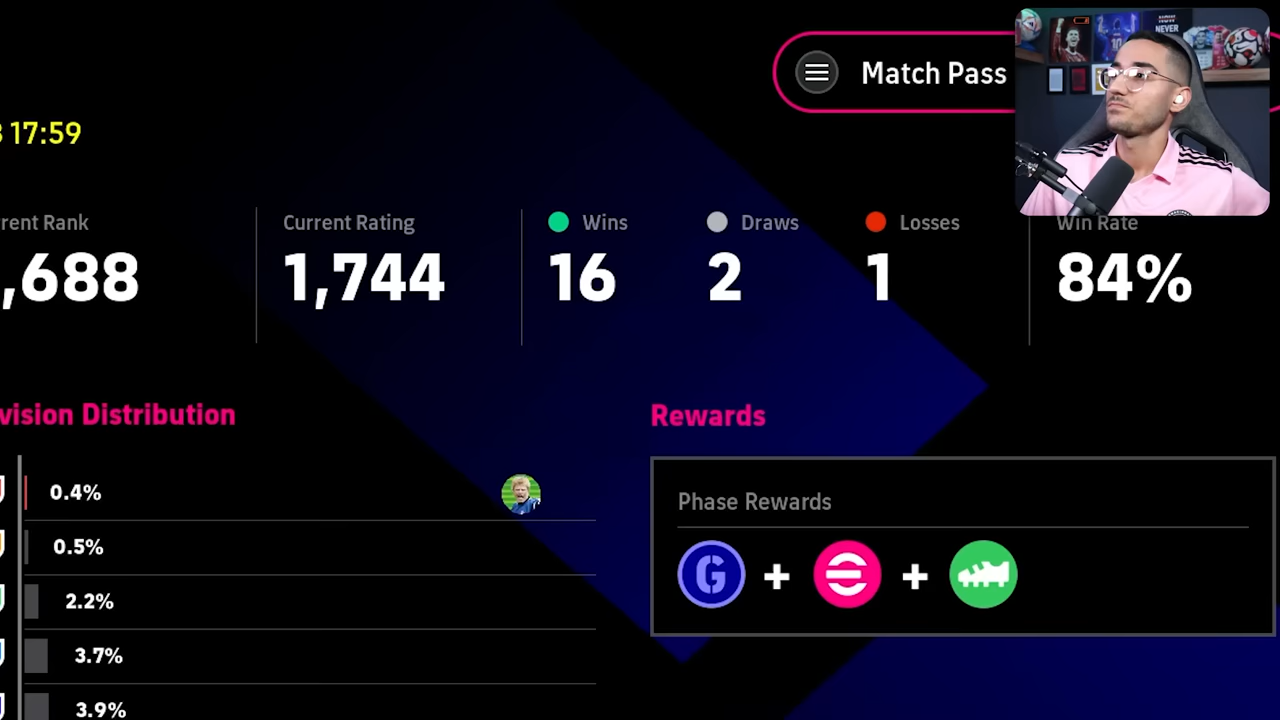 Match Pass
17:59
rent Rank
Current Rating
Wins
Draws
Losses
Win Rate
,688
1,744
16
2
1
84%
vision Distribution
Rewards
0.4%
0.5%
2.2%
3.7%
3.9%
Phase Rewards
G + + 
NEVER